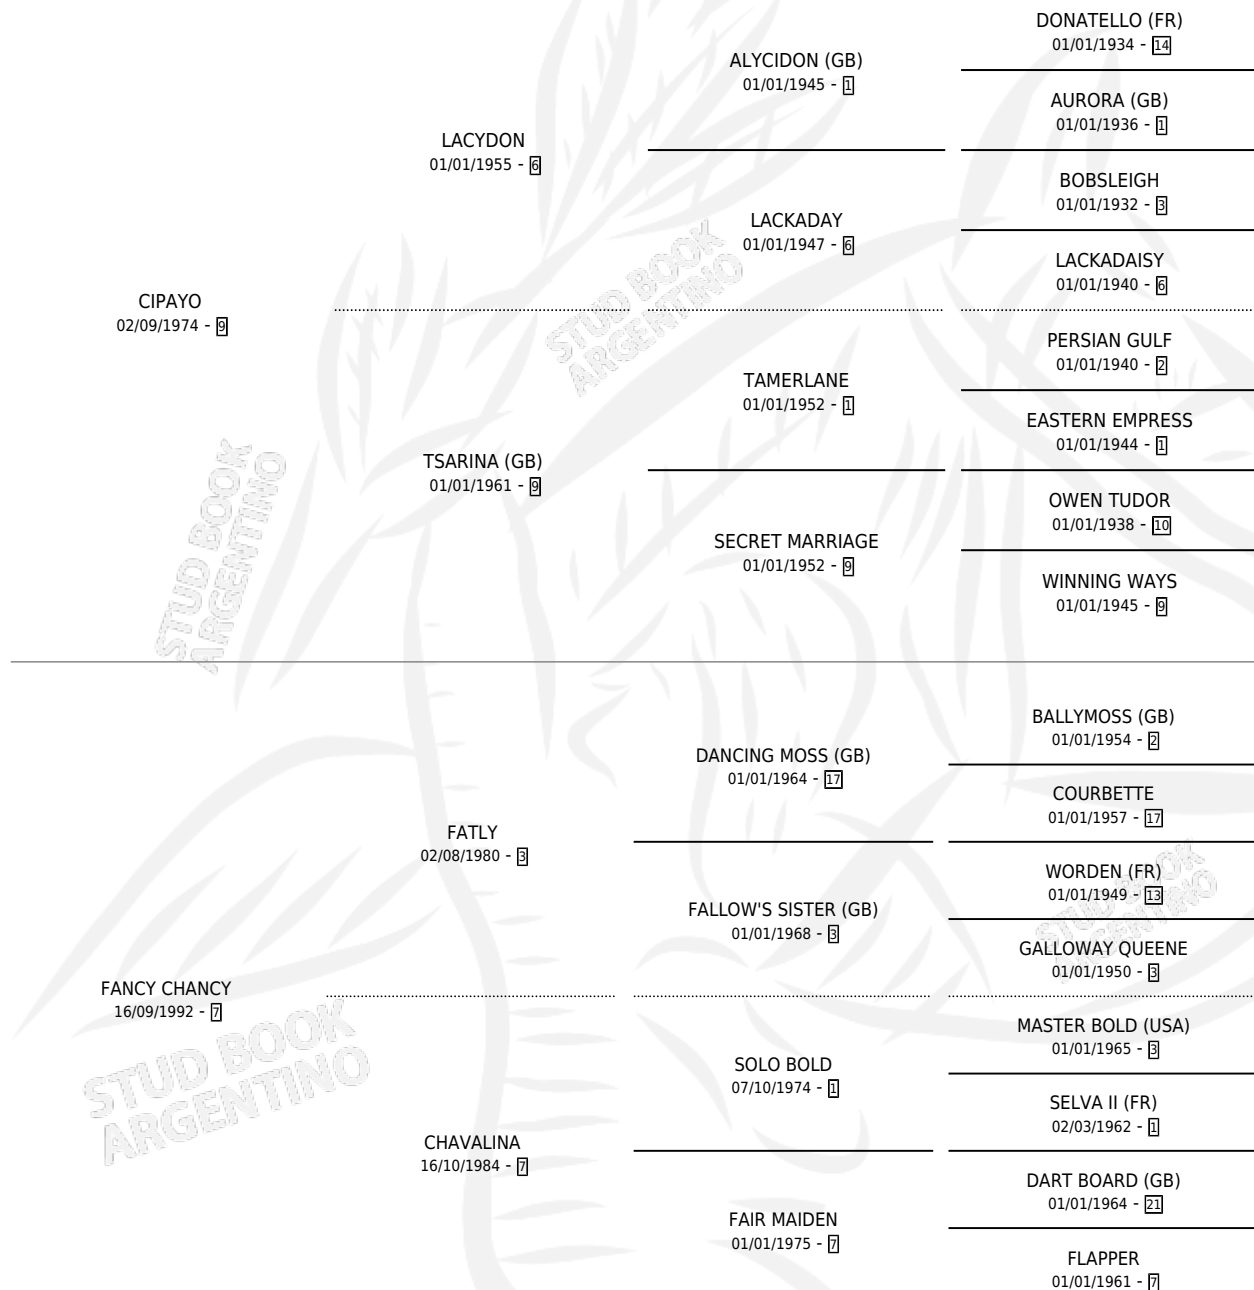 DONATELLO (FR)
01/01/1934 - 14
ALYCIDON (GB)
01/01/1945 - 1
AURORA (GB)
01/01/1936 - 1
LACYDON
01/01/1955 - 6
BOBSLEIGH
01/01/1932 - 3
LACKADAY
01/01/1947 - 6
LACKADAISY
01/01/1940 - 6
CIPAYO
02/09/1974 - 9
PERSIAN GULF
01/01/1940 - 2
TAMERLANE
01/01/1952 - 1
EASTERN EMPRESS
01/01/1944 - 1
TSARINA (GB)
01/01/1961 - 9
OWEN TUDOR
01/01/1938 - 10
SECRET MARRIAGE
01/01/1952 - 9
WINNING WAYS
01/01/1945 - 9
STUD BOOK
ARGENTINO
STUD BOOK
ARGENTINO
BALLYMOSS (GB)
01/01/1954 - 2
DANCING MOSS (GB)
01/01/1964 - 17
COURBETTE
01/01/1957 - 17
FATLY
02/08/1980 - 3
WORDEN (FR)
01/01/1949 - 13
FALLOW'S SISTER (GB)
01/01/1968 - 3
GALLOWAY QUEENE
01/01/1950 - 3
STUD BOOK
ARGENTINO
FANCY CHANCY
16/09/1992 - 7
MASTER BOLD (USA)
01/01/1965 - 3
SOLO BOLD
07/10/1974 - 1
SELVA II (FR)
02/03/1962 - 1
STUD BOOK
ARGENTINO
CHAVALINA
16/10/1984 - 7
DART BOARD (GB)
01/01/1964 - 21
FAIR MAIDEN
01/01/1975 - 7
FLAPPER
01/01/1961 - 7